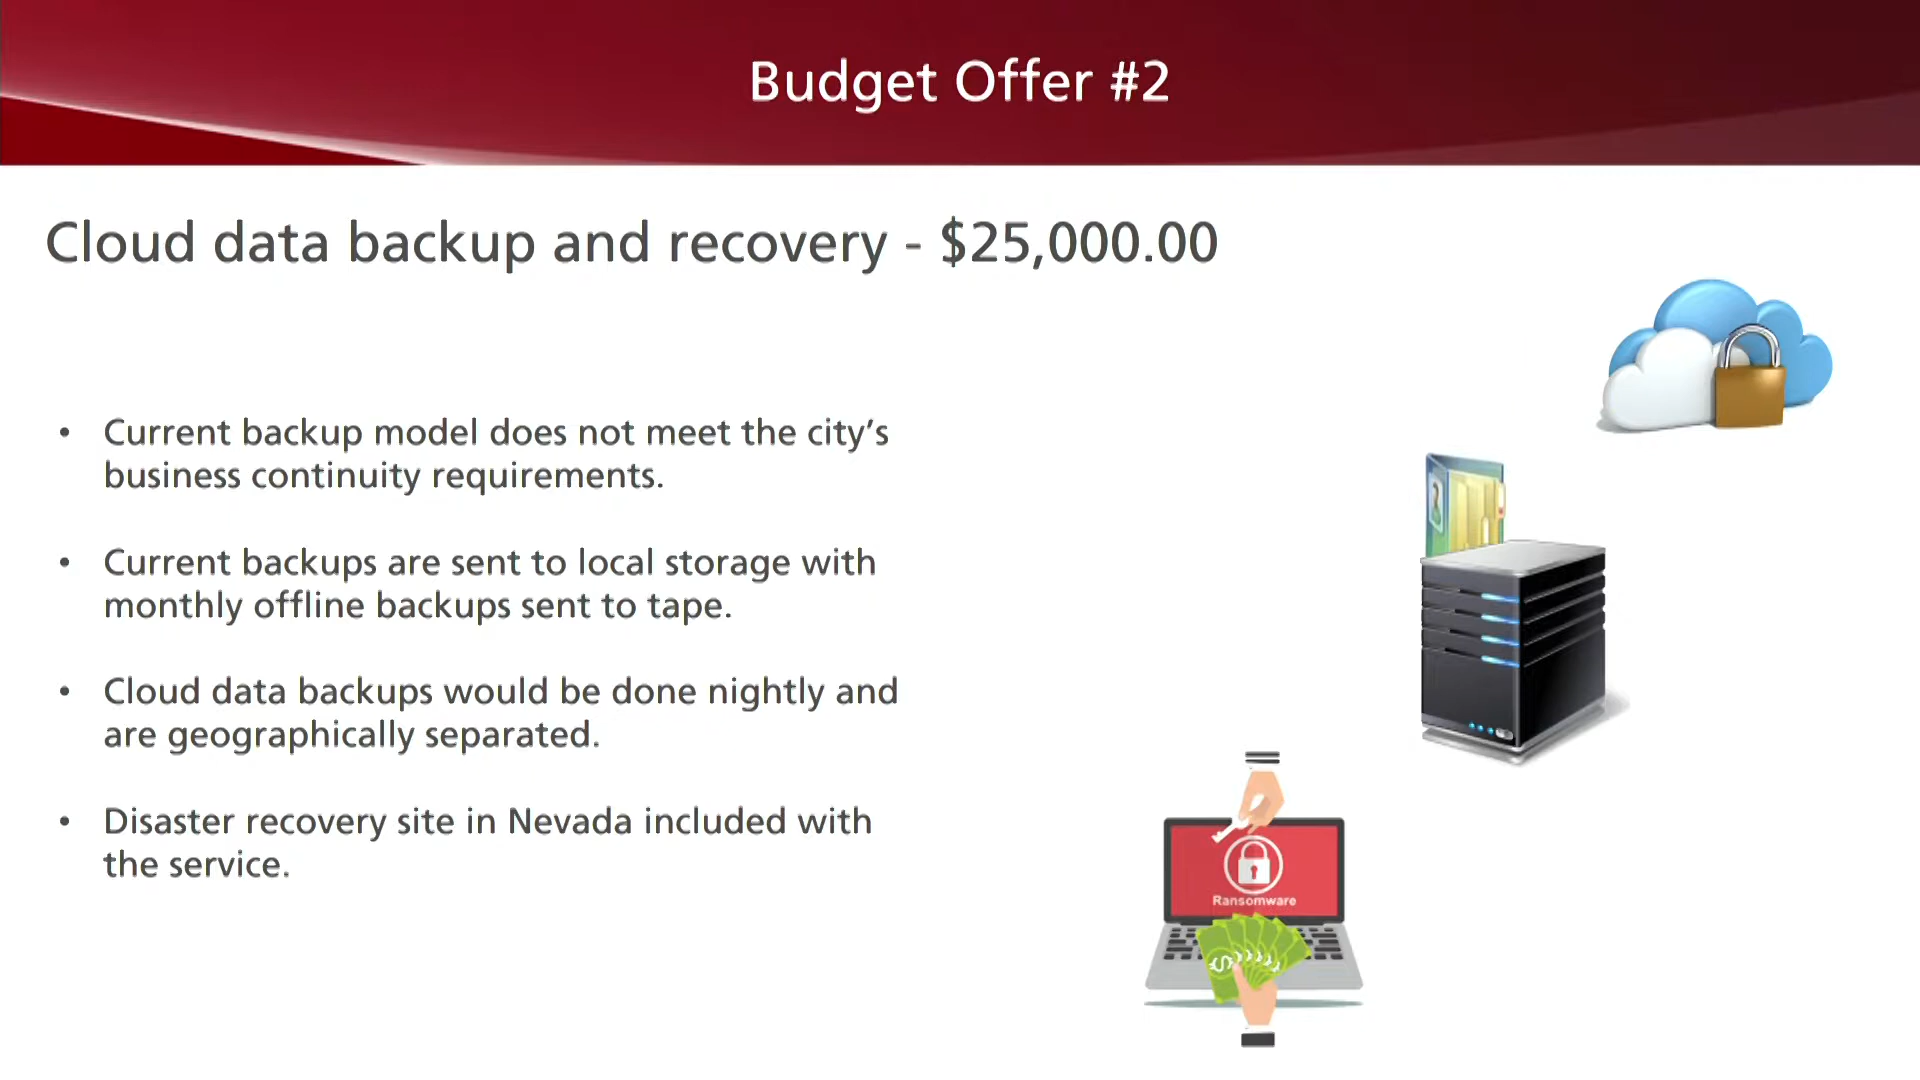 Budget Offer #2
Cloud data backup and recovery - $25,000.00
• Current backup model does not meet the city’s
business continuity requirements.
• Current backups are sent to local storage with
monthly offline backups sent to tape.
• Cloud data backups would be done nightly and
are geographically separated.
• Disaster recovery site in Nevada included with
the service.
Ransomware